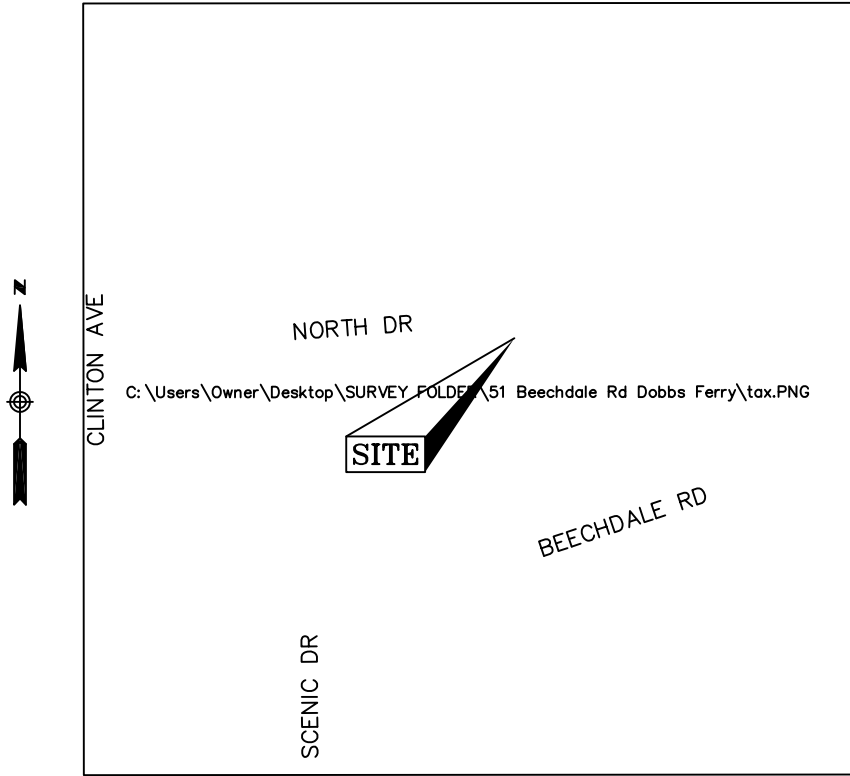 N
CLINTON AVE
NORTH DR
C:\Users\Owner\Desktop\SURVEY FOLDER\51 Beechdale Rd Dobbs Ferry\tax.PNG
SITE
BEECHDALE RD
SCENIC DR